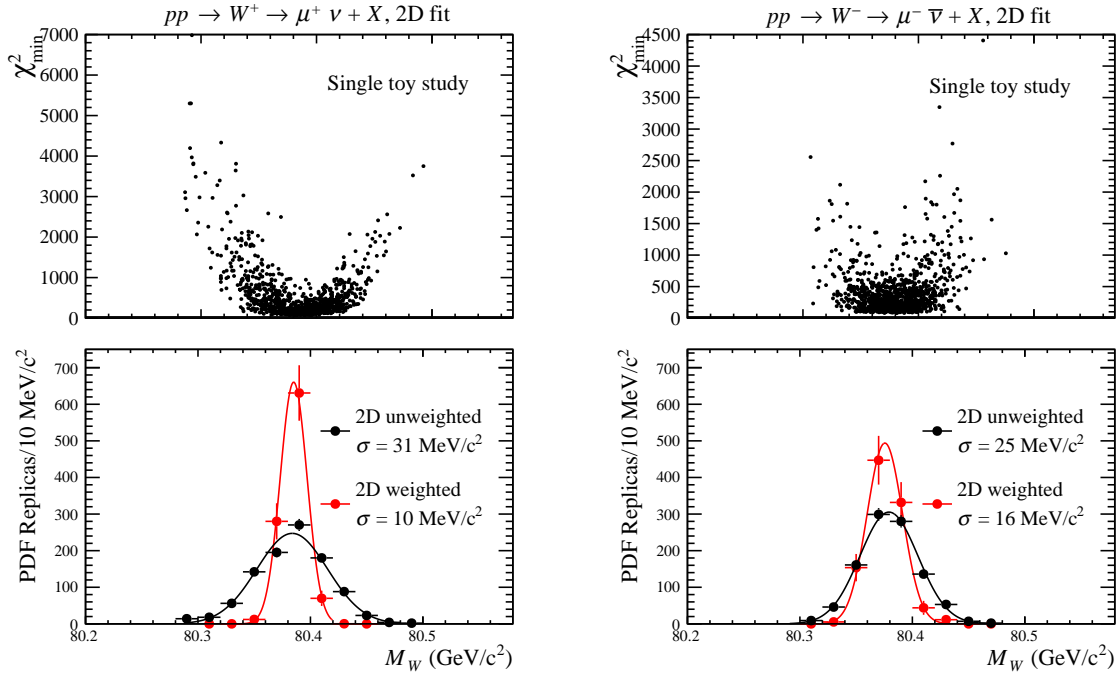 pp → W⁺ → μ⁺ ν + X, 2D fit
χ²min
7000
6000
5000
4000
3000
2000
1000
0
Single toy study
PDF Replicas/10 MeV/c²
700
600
500
400
300
200
100
0
2D unweighted
σ = 31 MeV/c²
2D weighted
σ = 10 MeV/c²
80.2 80.3 80.4 80.5
M_W (GeV/c²)
pp → W⁻ → μ⁻ ν̅ + X, 2D fit
χ²min
4500
4000
3500
3000
2500
2000
1500
1000
500
0
Single toy study
PDF Replicas/10 MeV/c²
700
600
500
400
300
200
100
0
2D unweighted
σ = 25 MeV/c²
2D weighted
σ = 16 MeV/c²
80.2 80.3 80.4 80.5
M_W (GeV/c²)